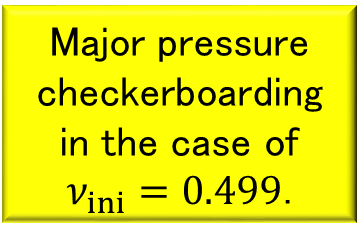 Major pressure
checkerboarding
in the case of
𝜈ini = 0.499.